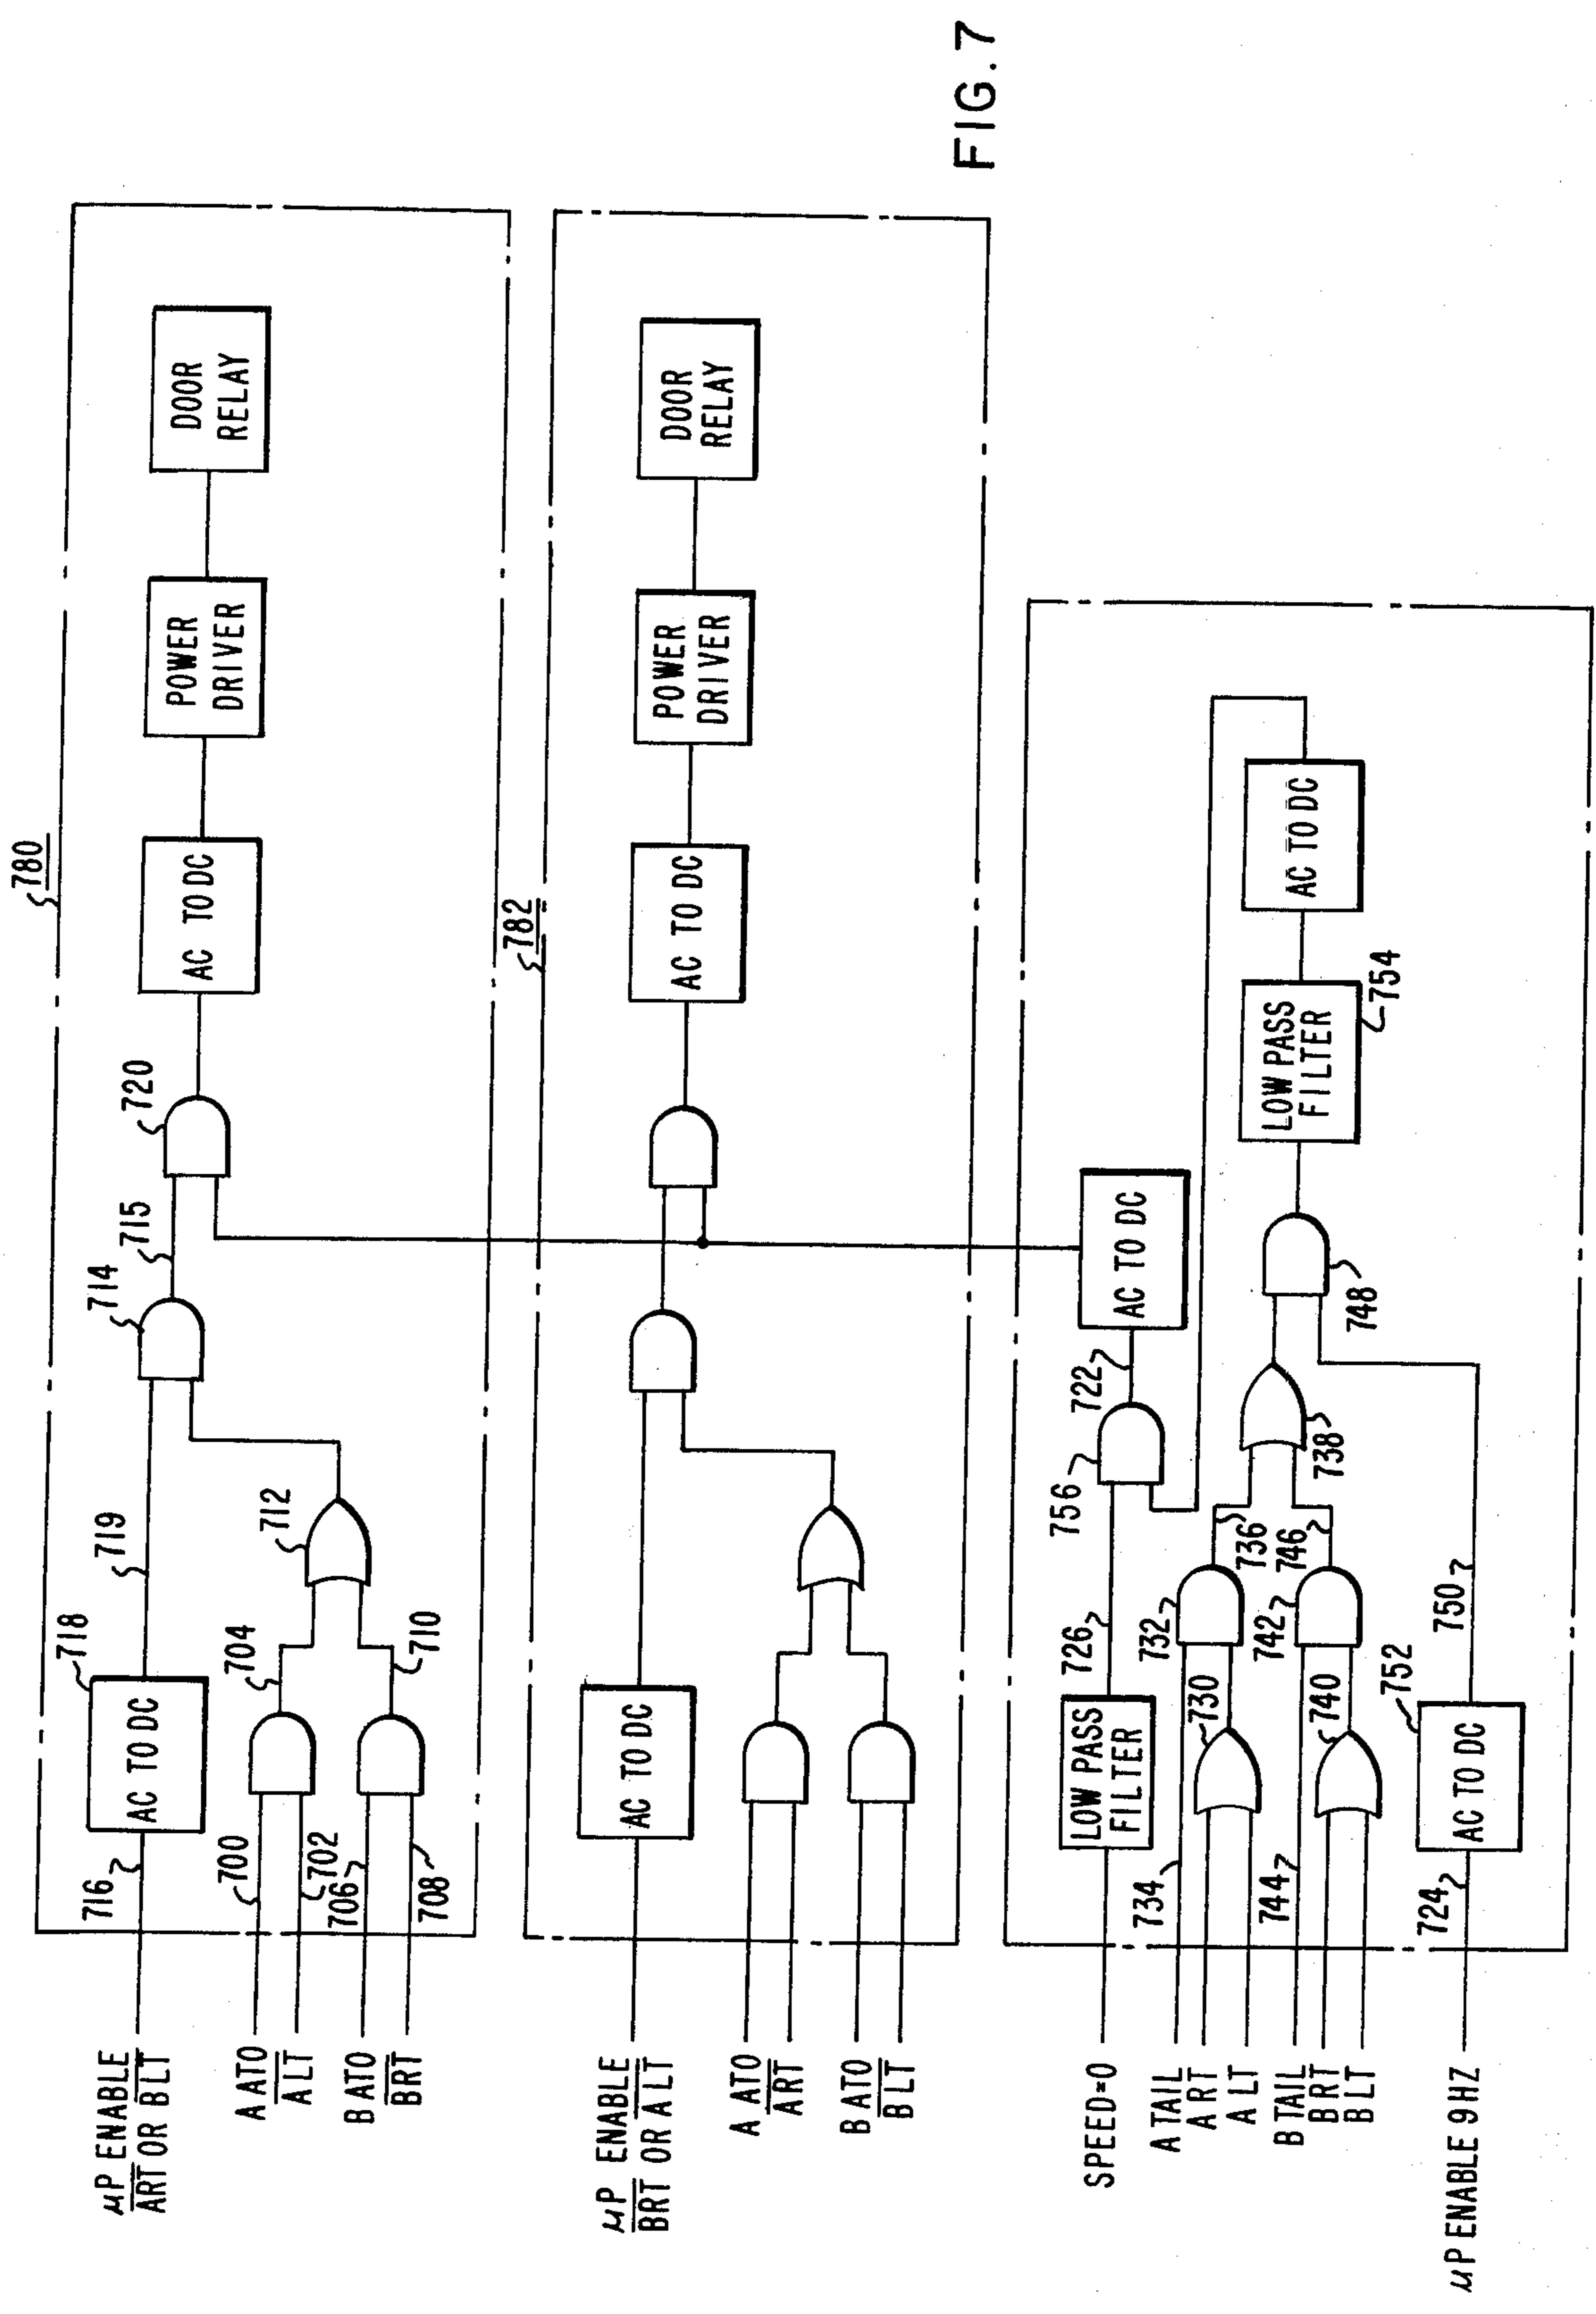 780
μP ENABLE
ART OR BLT
716
718
AC TO DC
719
714
715
720
AC TO DC
POWER
DRIVER
DOOR
RELAY
A ATO
ALT
B ATO
BRT
700
702
706
708
704
710
712
782
μP ENABLE
BRT OR ALT
AC TO DC
AC TO DC
POWER
DRIVER
DOOR
RELAY
A ATO
ART
B ATO
BLT
SPEED=0
LOW PASS
FILTER
726
756
722
AC TO DC
A TAIL
A RT
A LT
734
730
732
736
B TAIL
BRT
B LT
744
740
742
746
738
748
LOW PASS
FILTER
754
AC TO DC
μP ENABLE 9HZ
724
752
AC TO DC
750
FIG. 7